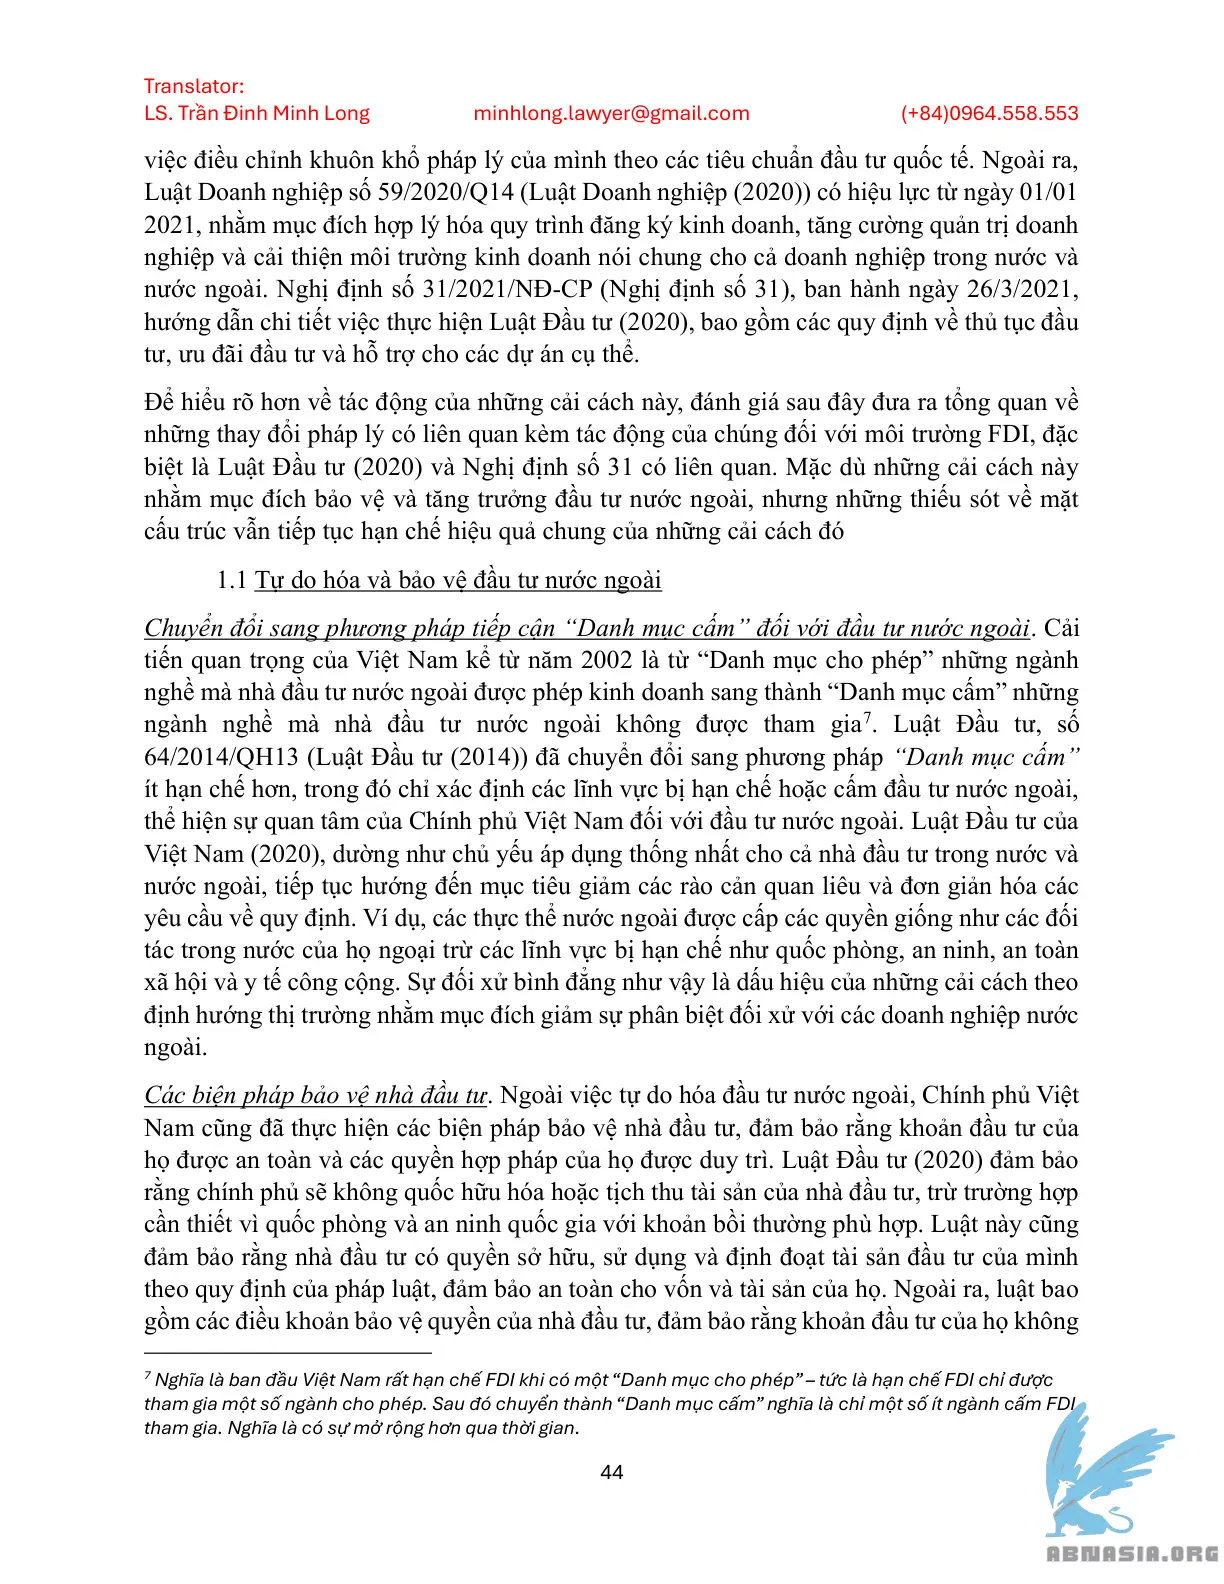 Translator:
LS. Trần Đinh Minh Long minhlong.lawyer@gmail.com (+84)0964.558.553
việc điều chỉnh khuôn khổ pháp lý của mình theo các tiêu chuẩn đầu tư quốc tế. Ngoài ra,
Luật Doanh nghiệp số 59/2020/Q14 (Luật Doanh nghiệp (2020)) có hiệu lực từ ngày 01/01
2021, nhằm mục đích hợp lý hóa quy trình đăng ký kinh doanh, tăng cường quản trị doanh
nghiệp và cải thiện môi trường kinh doanh nói chung cho cả doanh nghiệp trong nước và
nước ngoài. Nghị định số 31/2021/NĐ-CP (Nghị định số 31), ban hành ngày 26/3/2021,
hướng dẫn chi tiết việc thực hiện Luật Đầu tư (2020), bao gồm các quy định về thủ tục đầu
tư, ưu đãi đầu tư và hỗ trợ cho các dự án cụ thể.
Để hiểu rõ hơn về tác động của những cải cách này, đánh giá sau đây đưa ra tổng quan về
những thay đổi pháp lý có liên quan kèm tác động của chúng đối với môi trường FDI, đặc
biệt là Luật Đầu tư (2020) và Nghị định số 31 có liên quan. Mặc dù những cải cách này
nhằm mục đích bảo vệ và tăng trưởng đầu tư nước ngoài, nhưng những thiếu sót về mặt
cấu trúc vẫn tiếp tục hạn chế hiệu quả chung của những cải cách đó
1.1 Tự do hóa và bảo vệ đầu tư nước ngoài
Chuyển đổi sang phương pháp tiếp cận “Danh mục cấm” đối với đầu tư nước ngoài. Cải
tiến quan trọng của Việt Nam kể từ năm 2002 là từ “Danh mục cho phép” những ngành
nghề mà nhà đầu tư nước ngoài được phép kinh doanh sang thành “Danh mục cấm” những
ngành nghề mà nhà đầu tư nước ngoài không được tham gia⁷. Luật Đầu tư, số
64/2014/QH13 (Luật Đầu tư (2014)) đã chuyển đổi sang phương pháp “Danh mục cấm”
ít hạn chế hơn, trong đó chỉ xác định các lĩnh vực bị hạn chế hoặc cấm đầu tư nước ngoài,
thể hiện sự quan tâm của Chính phủ Việt Nam đối với đầu tư nước ngoài. Luật Đầu tư của
Việt Nam (2020), dường như chủ yếu áp dụng thống nhất cho cả nhà đầu tư trong nước và
nước ngoài, tiếp tục hướng đến mục tiêu giảm các rào cản quan liêu và đơn giản hóa các
yêu cầu về quy định. Ví dụ, các thực thể nước ngoài được cấp các quyền giống như các đối
tác trong nước của họ ngoại trừ các lĩnh vực bị hạn chế như quốc phòng, an ninh, an toàn
xã hội và y tế công cộng. Sự đối xử bình đẳng như vậy là dấu hiệu của những cải cách theo
định hướng thị trường nhằm mục đích giảm sự phân biệt đối xử với các doanh nghiệp nước
ngoài.
Các biện pháp bảo vệ nhà đầu tư. Ngoài việc tự do hóa đầu tư nước ngoài, Chính phủ Việt
Nam cũng đã thực hiện các biện pháp bảo vệ nhà đầu tư, đảm bảo rằng khoản đầu tư của
họ được an toàn và các quyền hợp pháp của họ được duy trì. Luật Đầu tư (2020) đảm bảo
rằng chính phủ sẽ không quốc hữu hóa hoặc tịch thu tài sản của nhà đầu tư, trừ trường hợp
cần thiết vì quốc phòng và an ninh quốc gia với khoản bồi thường phù hợp. Luật này cũng
đảm bảo rằng nhà đầu tư có quyền sở hữu, sử dụng và định đoạt tài sản đầu tư của mình
theo quy định của pháp luật, đảm bảo an toàn cho vốn và tài sản của họ. Ngoài ra, luật bao
gồm các điều khoản bảo vệ quyền của nhà đầu tư, đảm bảo rằng khoản đầu tư của họ không
⁷ Nghĩa là ban đầu Việt Nam rất hạn chế FDI khi có một “Danh mục cho phép” – tức là hạn chế FDI chỉ được
tham gia một số ngành cho phép. Sau đó chuyển thành “Danh mục cấm” nghĩa là chỉ một số ít ngành cấm FDI
tham gia. Nghĩa là có sự mở rộng hơn qua thời gian.
44
ABNASIA.ORG